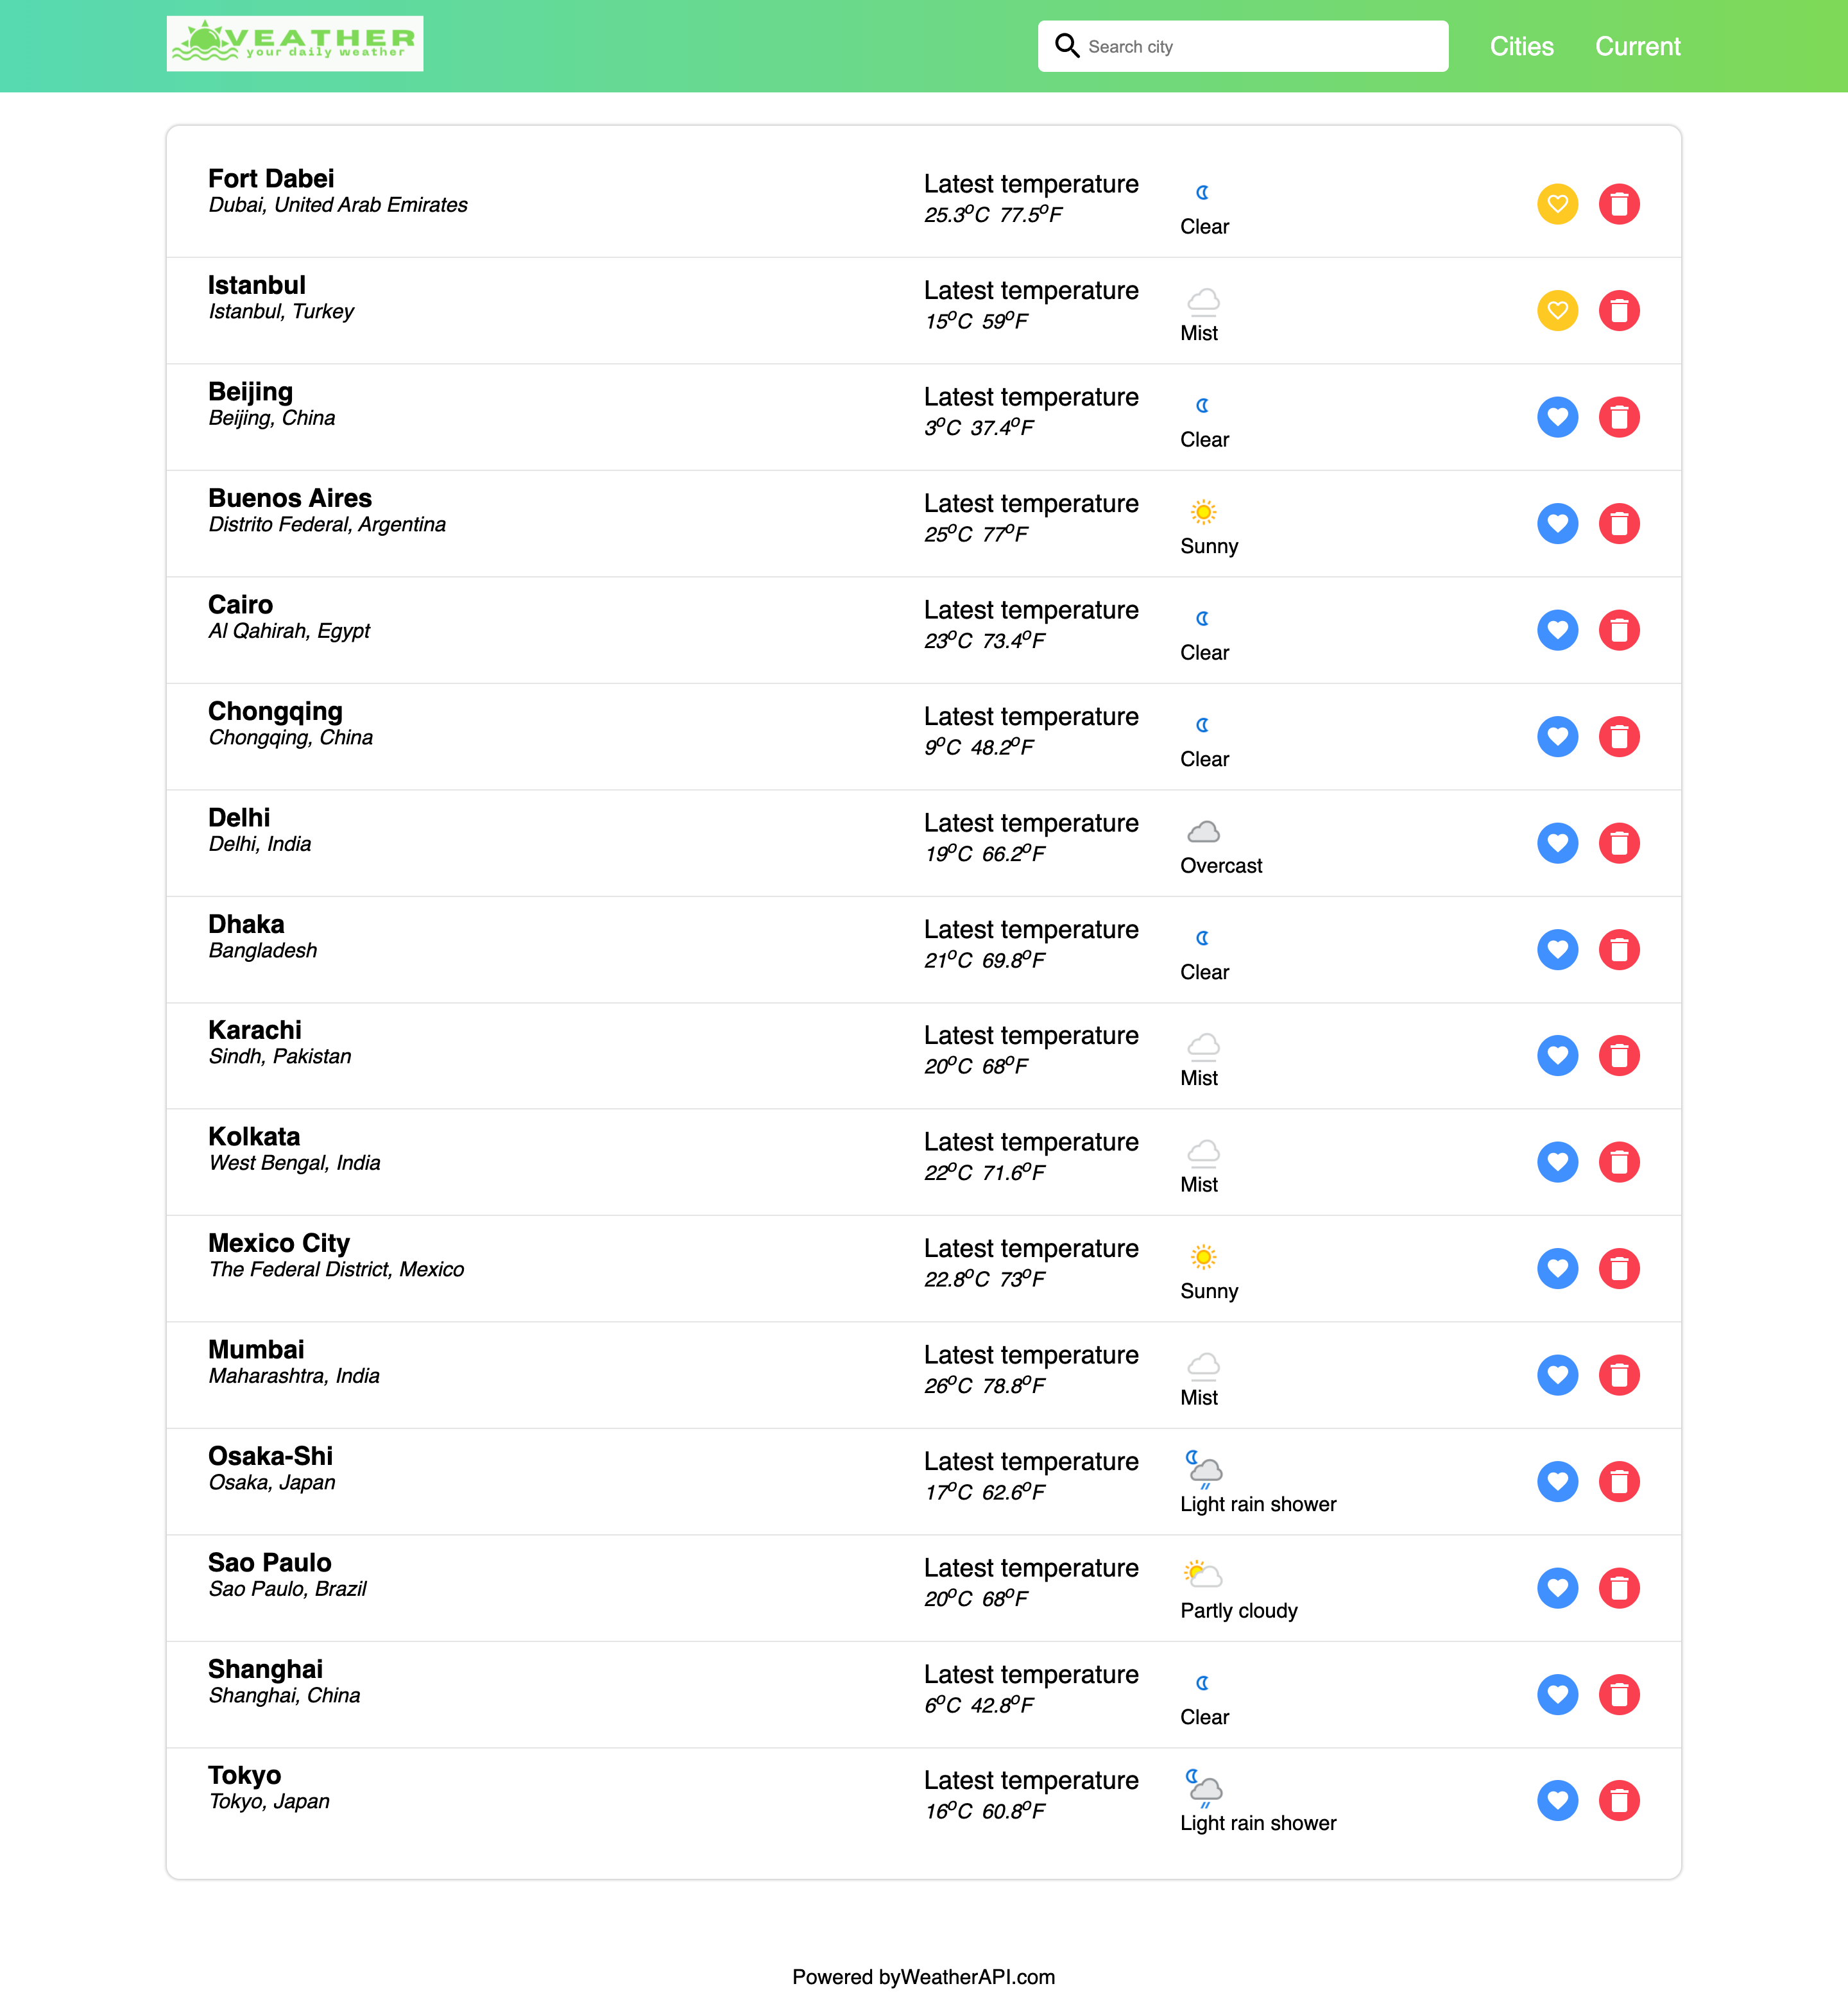 VEATHER
your daily weather
Search city
Cities
Current
Fort Dabei
Dubai, United Arab Emirates
Latest temperature
25.3°C 77.5°F
Clear
Istanbul
Istanbul, Turkey
Latest temperature
15°C 59°F
Mist
Beijing
Beijing, China
Latest temperature
3°C 37.4°F
Clear
Buenos Aires
Distrito Federal, Argentina
Latest temperature
25°C 77°F
Sunny
Cairo
Al Qahirah, Egypt
Latest temperature
23°C 73.4°F
Clear
Chongqing
Chongqing, China
Latest temperature
9°C 48.2°F
Clear
Delhi
Delhi, India
Latest temperature
19°C 66.2°F
Overcast
Dhaka
Bangladesh
Latest temperature
21°C 69.8°F
Clear
Karachi
Sindh, Pakistan
Latest temperature
20°C 68°F
Mist
Kolkata
West Bengal, India
Latest temperature
22°C 71.6°F
Mist
Mexico City
The Federal District, Mexico
Latest temperature
22.8°C 73°F
Sunny
Mumbai
Maharashtra, India
Latest temperature
26°C 78.8°F
Mist
Osaka-Shi
Osaka, Japan
Latest temperature
17°C 62.6°F
Light rain shower
Sao Paulo
Sao Paulo, Brazil
Latest temperature
20°C 68°F
Partly cloudy
Shanghai
Shanghai, China
Latest temperature
6°C 42.8°F
Clear
Tokyo
Tokyo, Japan
Latest temperature
16°C 60.8°F
Light rain shower
Powered byWeatherAPI.com